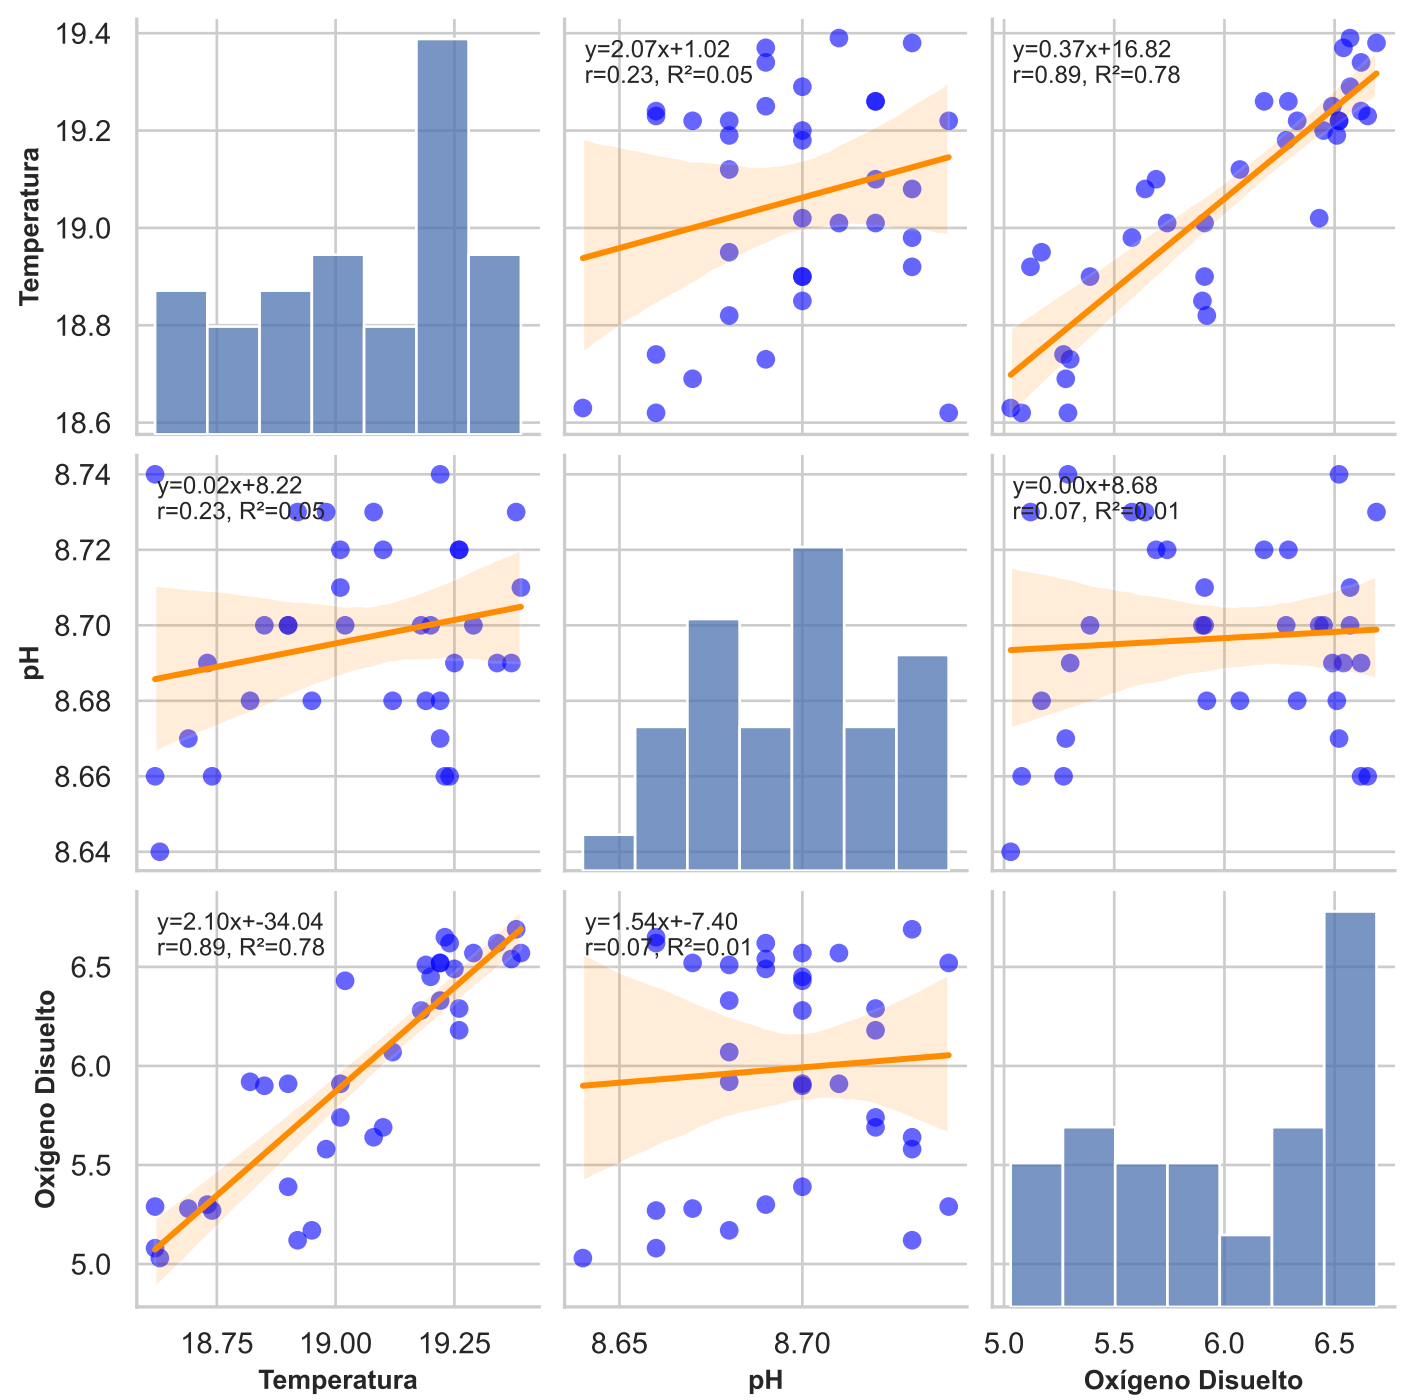 19.4
19.2
19.0
18.8
18.6
Temperatura
y=2.07x+1.02
r=0.23, R²=0.05
y=0.37x+16.82
r=0.89, R²=0.78
8.74
8.72
8.70
8.68
8.66
8.64
pH
y=0.02x+8.22
r=0.23, R²=0.05
y=0.00x+8.68
r=0.07, R²=0.01
6.5
6.0
5.5
5.0
Oxígeno Disuelto
y=2.10x+-34.04
r=0.89, R²=0.78
y=1.54x+-7.40
r=0.07, R²=0.01
18.75 19.00 19.25
8.65 8.70
5.0 5.5 6.0 6.5
Temperatura
pH
Oxígeno Disuelto